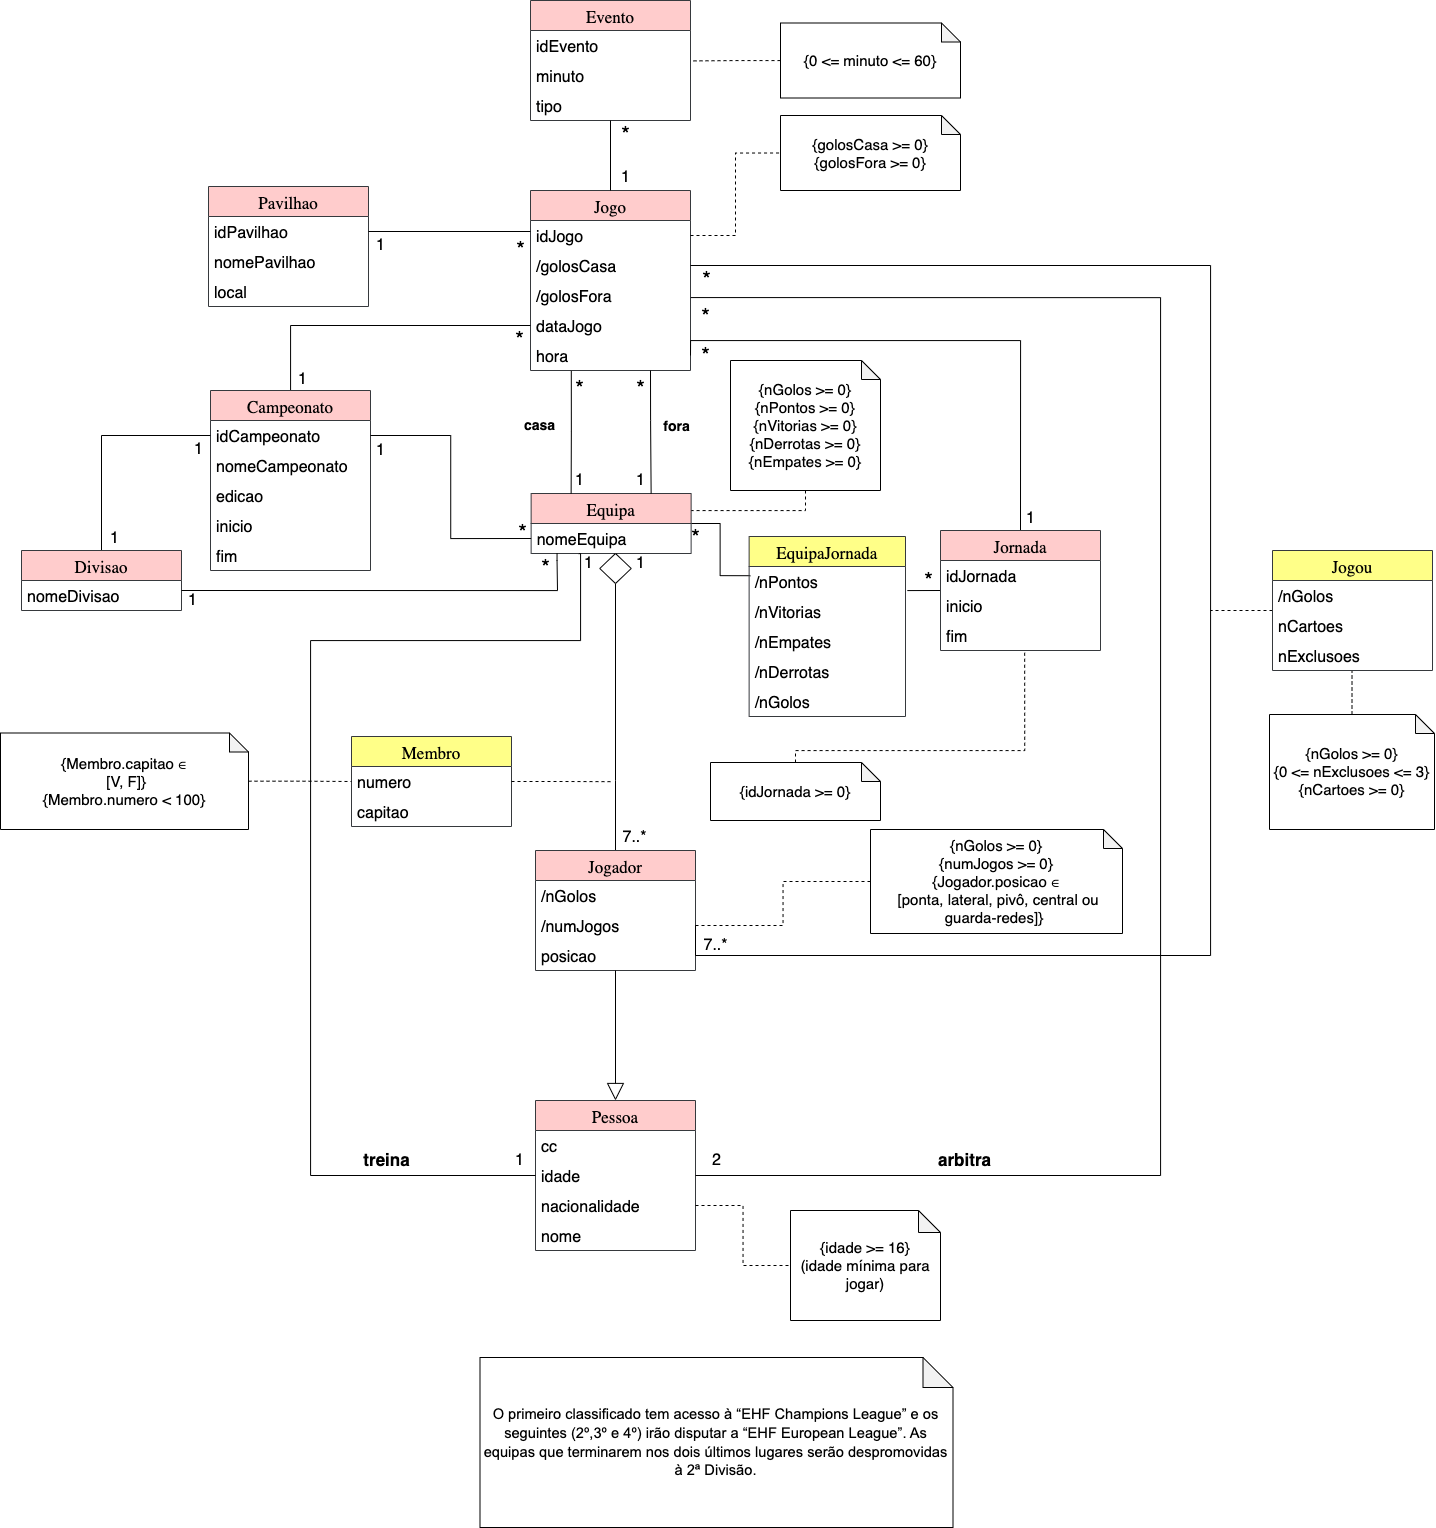 Evento
idEvento
minuto
tipo
{0 <= minuto <= 60}
*
1
{golosCasa >= 0}
{golosFora >= 0}
Pavilhao
idPavilhao
nomePavilhao
local
1
*
Jogo
idJogo
/golosCasa
/golosFora
dataJogo
hora
*
*
*
*
1
*
*
casa
fora
1
1
{nGolos >= 0}
{nPontos >= 0}
{nVitorias >= 0}
{nDerrotas >= 0}
{nEmpates >= 0}
Campeonato
idCampeonato
nomeCampeonato
edicao
inicio
fim
1
1
1
*
Divisao
nomeDivisao
1
Equipa
nomeEquipa
*
1
1
*
EquipaJornada
/nPontos
/nVitorias
/nEmpates
/nDerrotas
/nGolos
*
1
Jornada
idJornada
inicio
fim
Jogou
/nGolos
nCartoes
nExclusoes
{nGolos >= 0}
{0 <= nExclusoes <= 3}
{nCartoes >= 0}
{Membro.capitao ∈
[V, F]}
{Membro.numero < 100}
Membro
numero
capitao
{idJornada >= 0}
7..*
Jogador
/nGolos
/numJogos
posicao
{nGolos >= 0}
{numJogos >= 0}
{Jogador.posicao ∈
[ponta, lateral, pivô, central ou
guarda-redes]}
7..*
Pessoa
cc
idade
nacionalidade
nome
treina
1
2
arbitra
{idade >= 16}
(idade mínima para
jogar)
O primeiro classificado tem acesso à “EHF Champions League” e os
seguintes (2º,3º e 4º) irão disputar a “EHF European League”. As
equipas que terminarem nos dois últimos lugares serão despromovidas
à 2ª Divisão.